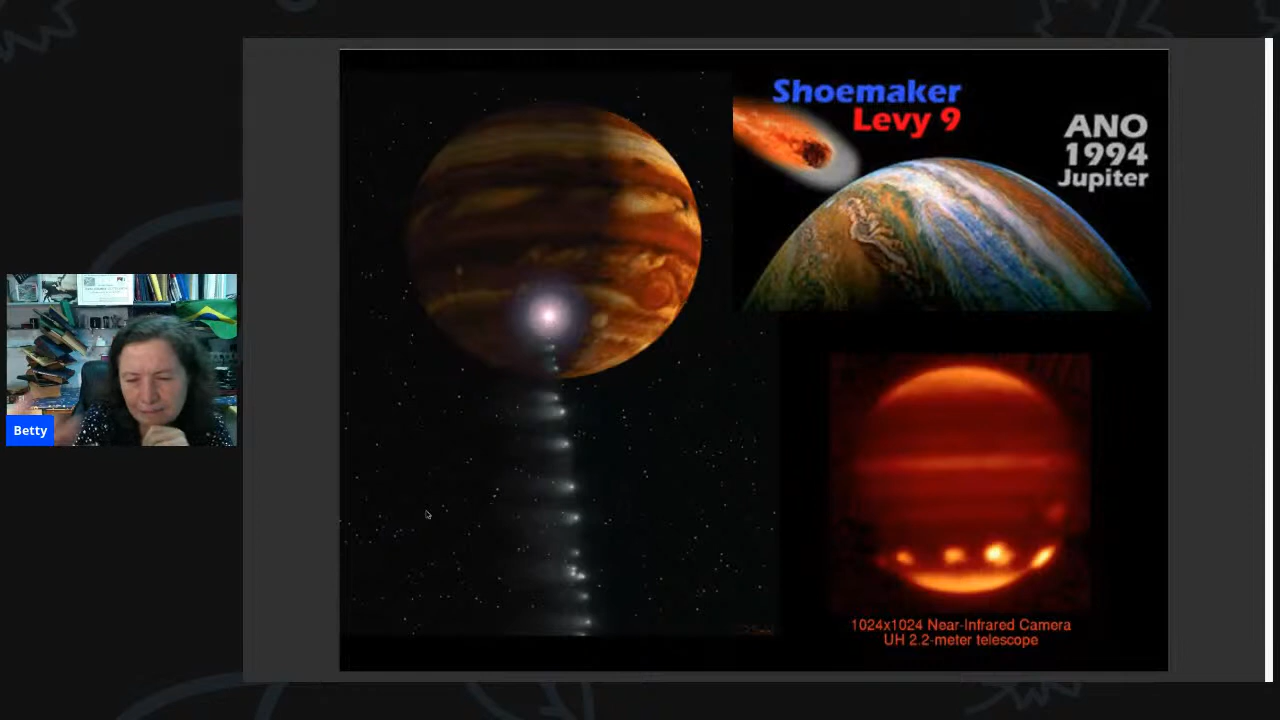 Shoemaker
Levy 9
ANO
1994
Jupiter
Betty
1024x1024 Near-Infrared Camera
UH 2.2-meter telescope